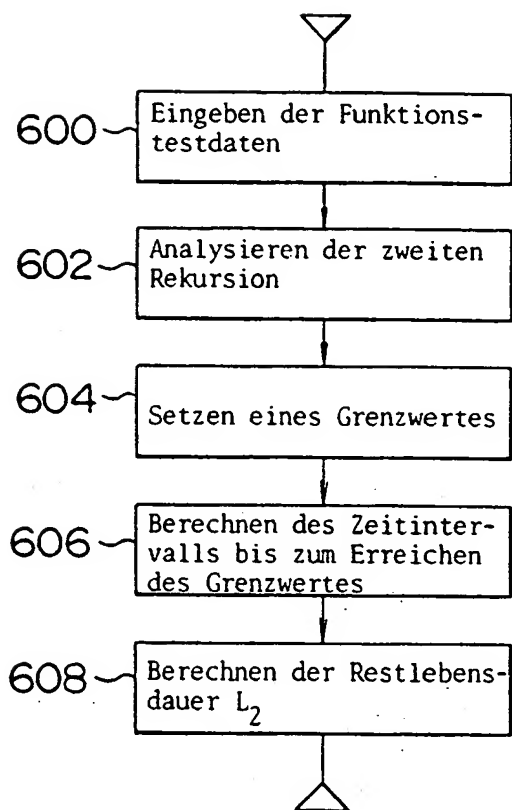 600
Eingeben der Funktions-
testdaten
602
Analysieren der zweiten
Rekursion
604
Setzen eines Grenzwertes
606
Berechnen des Zeitinter-
valls bis zum Erreichen
des Grenzwertes
608
Berechnen der Restlebens-
dauer L₂